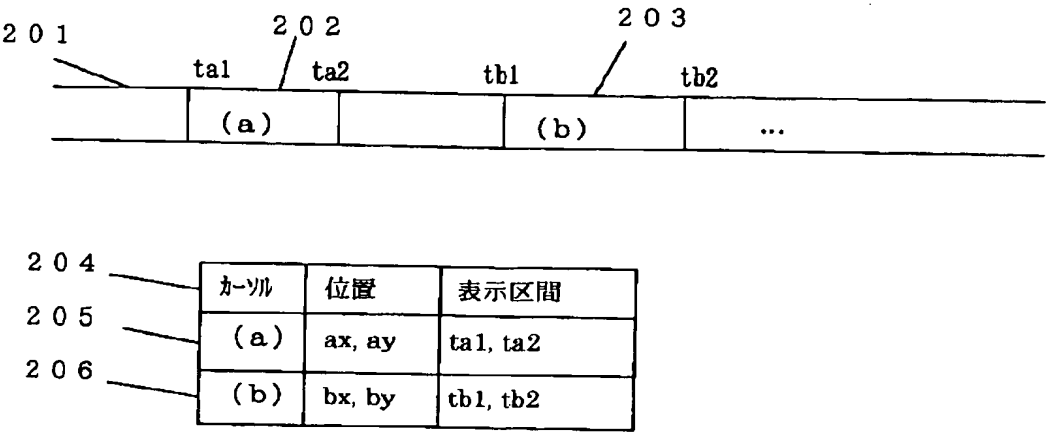 ２０１ ２０２ ２０３
ta1 ta2 tb1 tb2
(a) (b) ...
２０４ ｶｰｿﾙ 位置 表示区間
２０５ (a) ax, ay ta1, ta2
２０６ (b) bx, by tb1, tb2